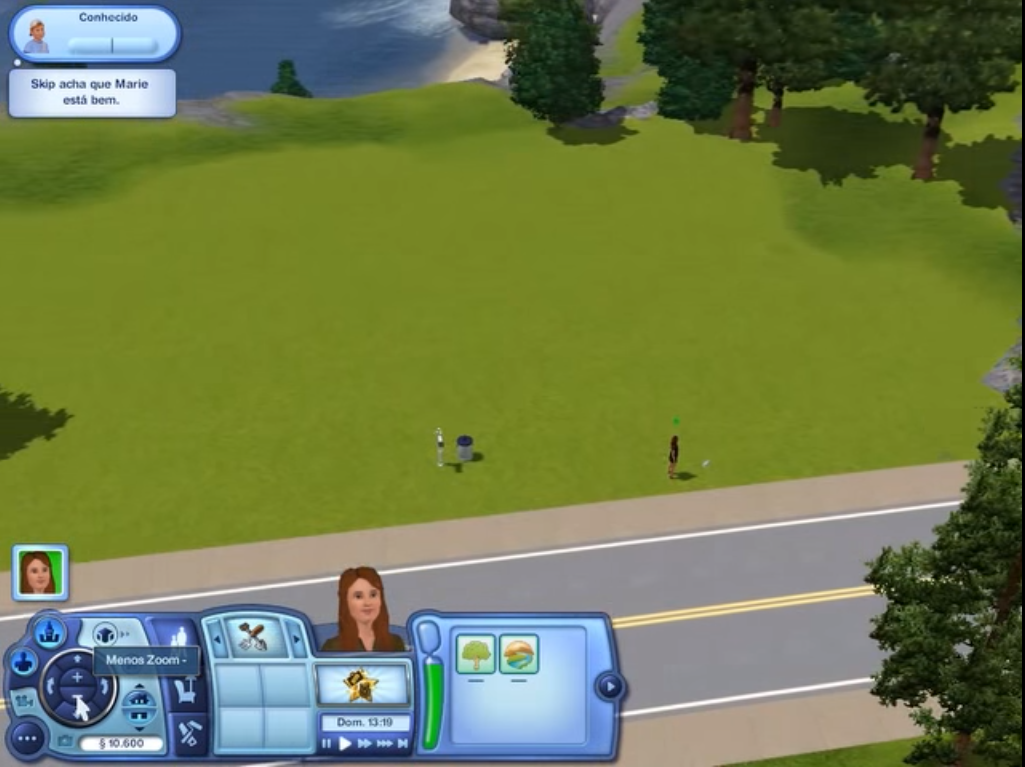 Conhecido
Skip acha que Marie
está bem.
Menos Zoom -
Dom. 13:19
§ 10.600